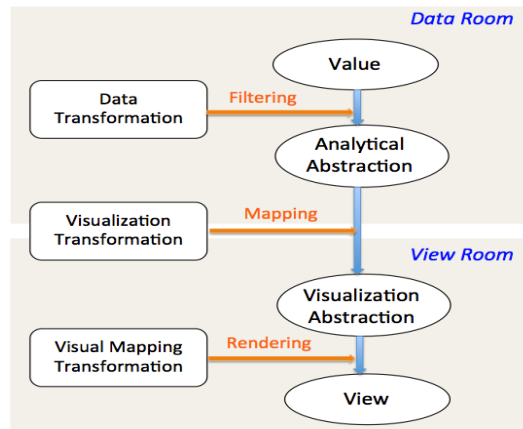 Data Room
Value
Data
Transformation
Filtering
Analytical
Abstraction
Visualization
Transformation
Mapping
View Room
Visualization
Abstraction
Visual Mapping
Transformation
Rendering
View